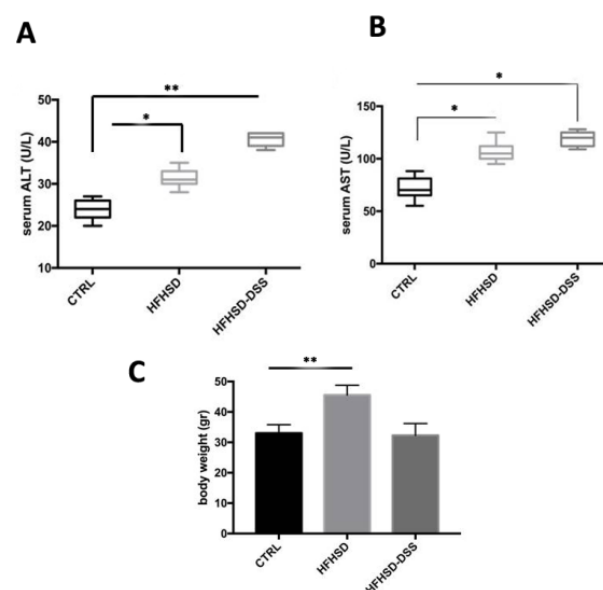 A
**
*
serum ALT (U/L)
50
40
30
20
10
CTRL
HFHSD
HFHSD-DSS
B
*
*
serum AST (U/L)
150
100
50
0
CTRL
HFHSD
HFHSD-DSS
C
**
body weight (gr)
50
40
30
20
10
0
CTRL
HFHSD
HFHSD-DSS